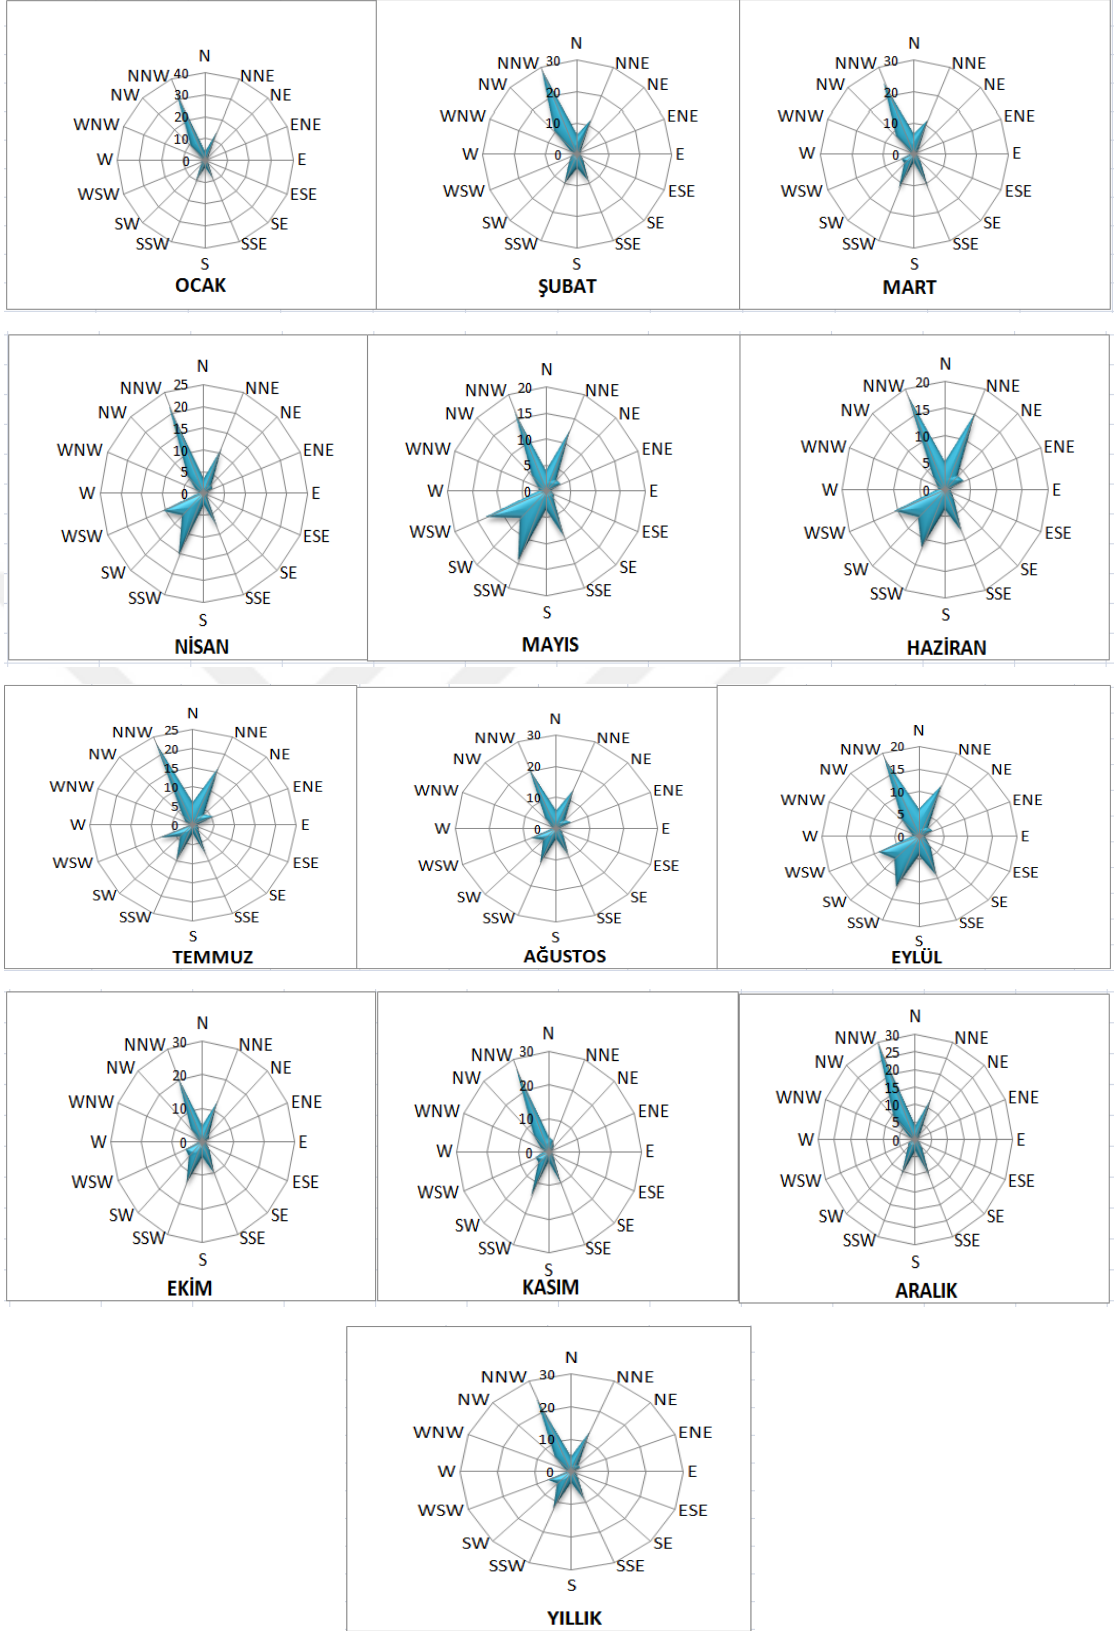 N
NNW 40 NNE
NW 30 NE
WNW 20 ENE
10
W 0 E
WSW ESE
SW SE
SSW SSE
S
OCAK
N
NNW 30 NNE
NW NE
WNW 20 ENE
10
W 0 E
WSW ESE
SW SE
SSW SSE
S
ŞUBAT
N
NNW 30 NNE
NW NE
WNW 20 ENE
10
W 0 E
WSW ESE
SW SE
SSW SSE
S
MART
N
NNW 25 NNE
NW 20 NE
15
WNW 10 ENE
5
W 0 E
WSW ESE
SW SE
SSW SSE
S
NİSAN
N
NNW 20 NNE
NW 15 NE
WNW 10 ENE
5
W 0 E
WSW ESE
SW SE
SSW SSE
S
MAYIS
N
NNW 20 NNE
NW 15 NE
WNW 10 ENE
5
W 0 E
WSW ESE
SW SE
SSW SSE
S
HAZİRAN
N
NNW 25 NNE
NW 20 NE
15
WNW 10 ENE
5
W 0 E
WSW ESE
SW SE
SSW SSE
S
TEMMUZ
N
NNW 30 NNE
NW 20 NE
WNW 10 ENE
W 0 E
WSW ESE
SW SE
SSW SSE
S
AĞUSTOS
N
NNW 20 NNE
NW 15 NE
WNW 10 ENE
5
W 0 E
WSW ESE
SW SE
SSW SSE
S
EYLÜL
N
NNW 30 NNE
NW 20 NE
WNW 10 ENE
W 0 E
WSW ESE
SW SE
SSW SSE
S
EKİM
N
NNW 30 NNE
NW 20 NE
WNW 10 ENE
W 0 E
WSW ESE
SW SE
SSW SSE
S
KASIM
N
NNW 30 NNE
25
NW 20 NE
15
WNW 10 ENE
5
W 0 E
WSW ESE
SW SE
SSW SSE
S
ARALIK
N
NNW 30 NNE
NW 20 NE
WNW 10 ENE
W 0 E
WSW ESE
SW SE
SSW SSE
S
YILLIK